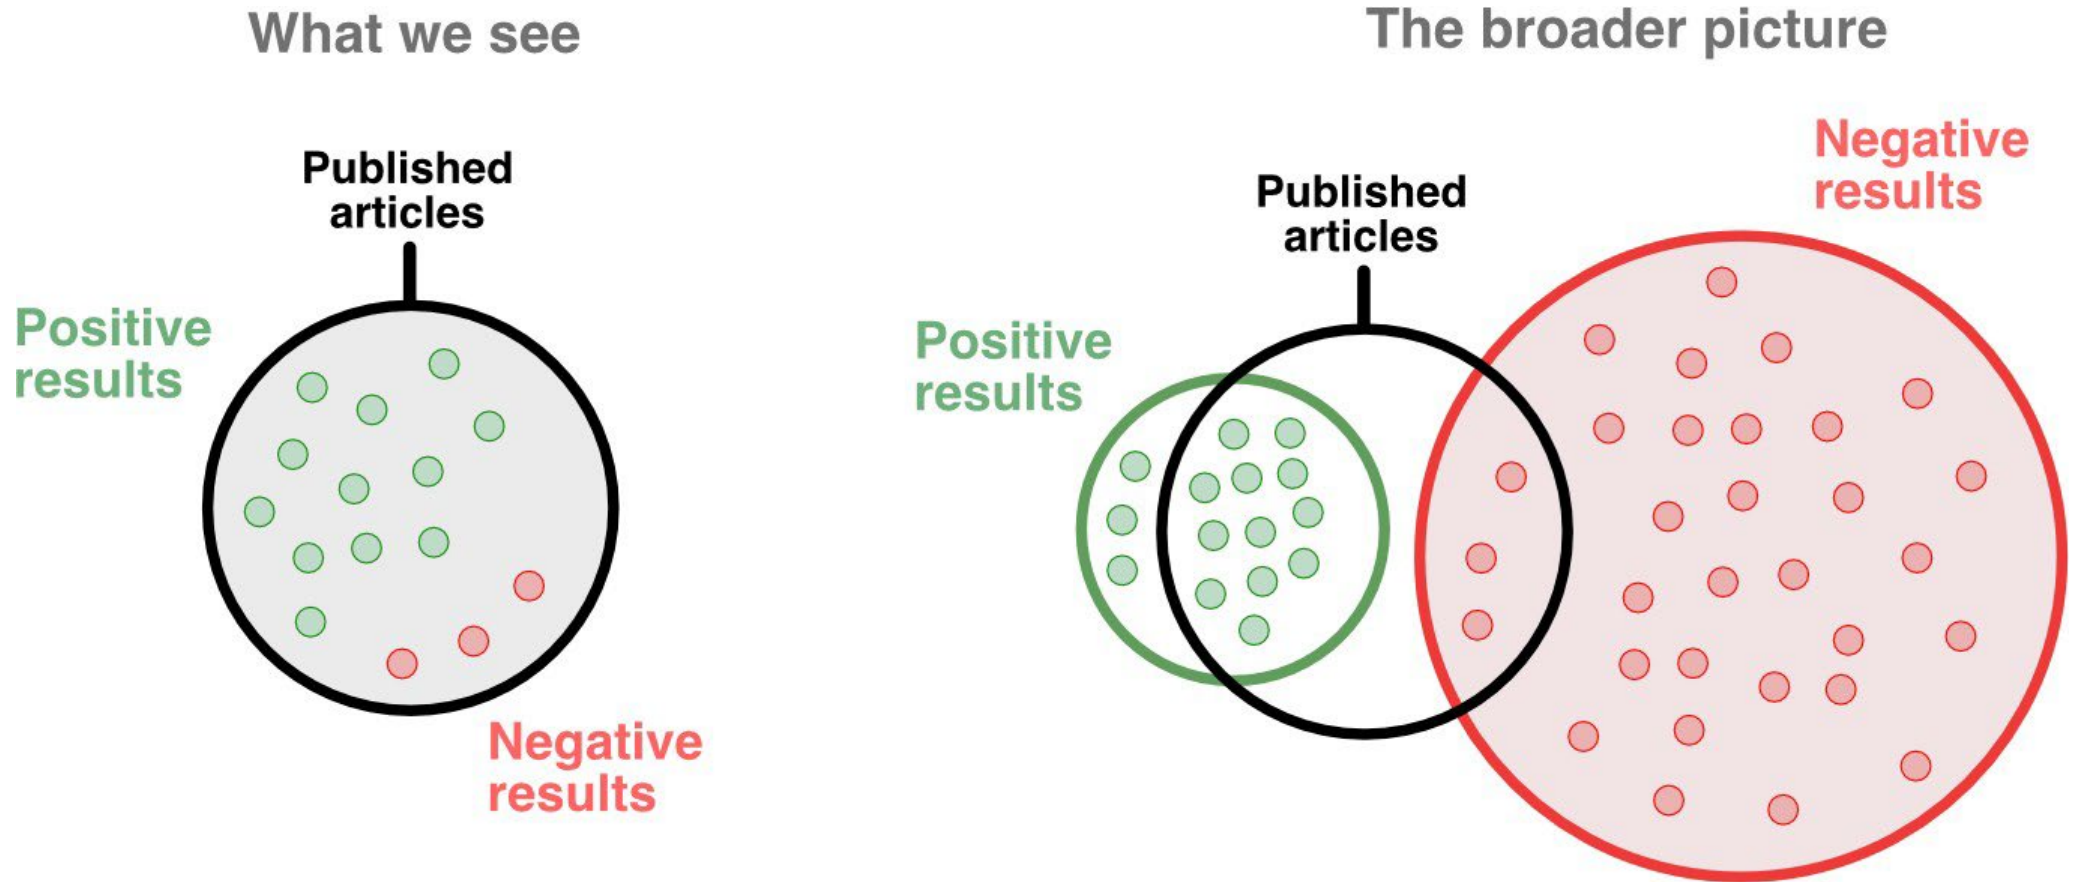 What we see
Published
articles
Positive
results
Negative
results
The broader picture
Negative
results
Published
articles
Positive
results